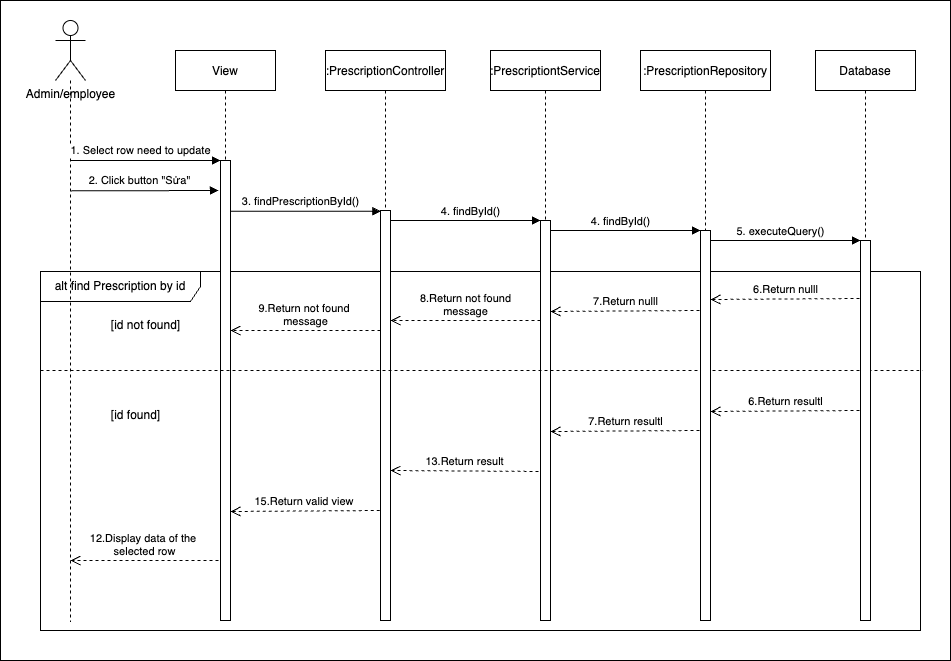 Admin/employee
View
:PrescriptionController
:PrescriptiontService
:PrescriptionRepository
Database
1. Select row need to update
2. Click button "Sửa"
3. findPrescriptionById()
4. findById()
4. findById()
5. executeQuery()
alt find Prescription by id
[id not found]
6.Return nulll
7.Return nulll
8.Return not found
message
9.Return not found
message
[id found]
6.Return resultl
7.Return resultl
13.Return result
15.Return valid view
12.Display data of the
selected row